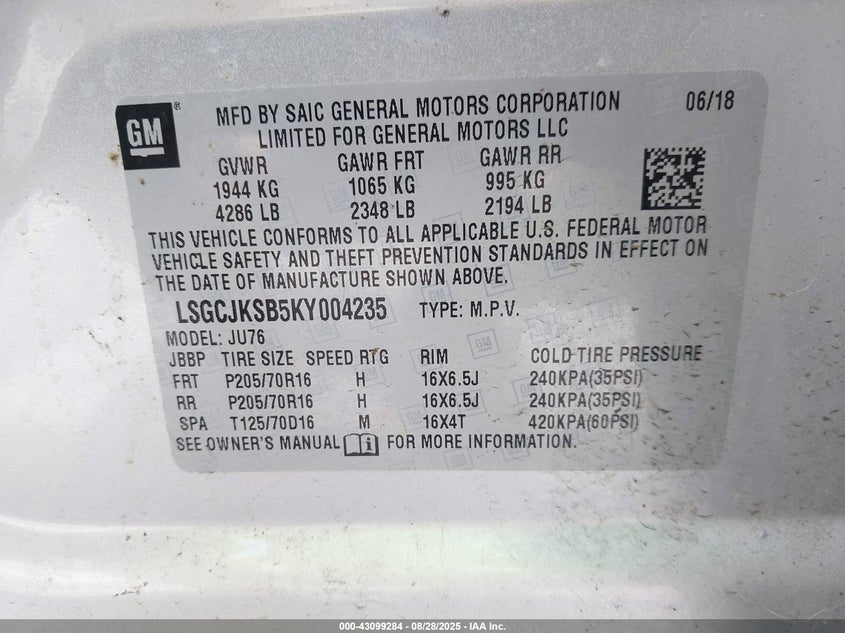 GM ®
MFD BY SAIC GENERAL MOTORS CORPORATION 06/18
LIMITED FOR GENERAL MOTORS LLC
GVWR GAWR FRT GAWR RR
1944 KG 1065 KG 995 KG
4286 LB 2348 LB 2194 LB
THIS VEHICLE CONFORMS TO ALL APPLICABLE U.S. FEDERAL MOTOR
VEHICLE SAFETY AND THEFT PREVENTION STANDARDS IN EFFECT ON
THE DATE OF MANUFACTURE SHOWN ABOVE.
LSGCJKSB5KY004235 TYPE: M.P.V.
MODEL: JU76
JBBP TIRE SIZE SPEED RTG RIM COLD TIRE PRESSURE
FRT P205/70R16 H 16X6.5J 240KPA(35PSI)
RR P205/70R16 H 16X6.5J 240KPA(35PSI)
SPA T125/70D16 M 16X4T 420KPA(60PSI)
SEE OWNER'S MANUAL i FOR MORE INFORMATION.
000-43099284 - 08/28/2025 - IAA Inc.